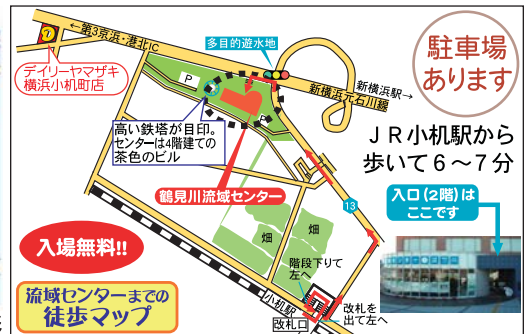 ←第3京浜・港北IC
多目的遊水地
駐車場
あります
デイリーヤマザキ
横浜小机町店
P
新横浜駅→
新横浜元石川線
高い鉄塔が目印。
センターは4階建ての
茶色のビル
P
JR小机駅から
歩いて6～7分
鶴見川流域センター
13
入口(2階)は
ここです
入場無料!!
畑
畑
畑
階段下りて
左へ
流域センターまでの
徒歩マップ
小机駅
改札口
改札を
出て左へ